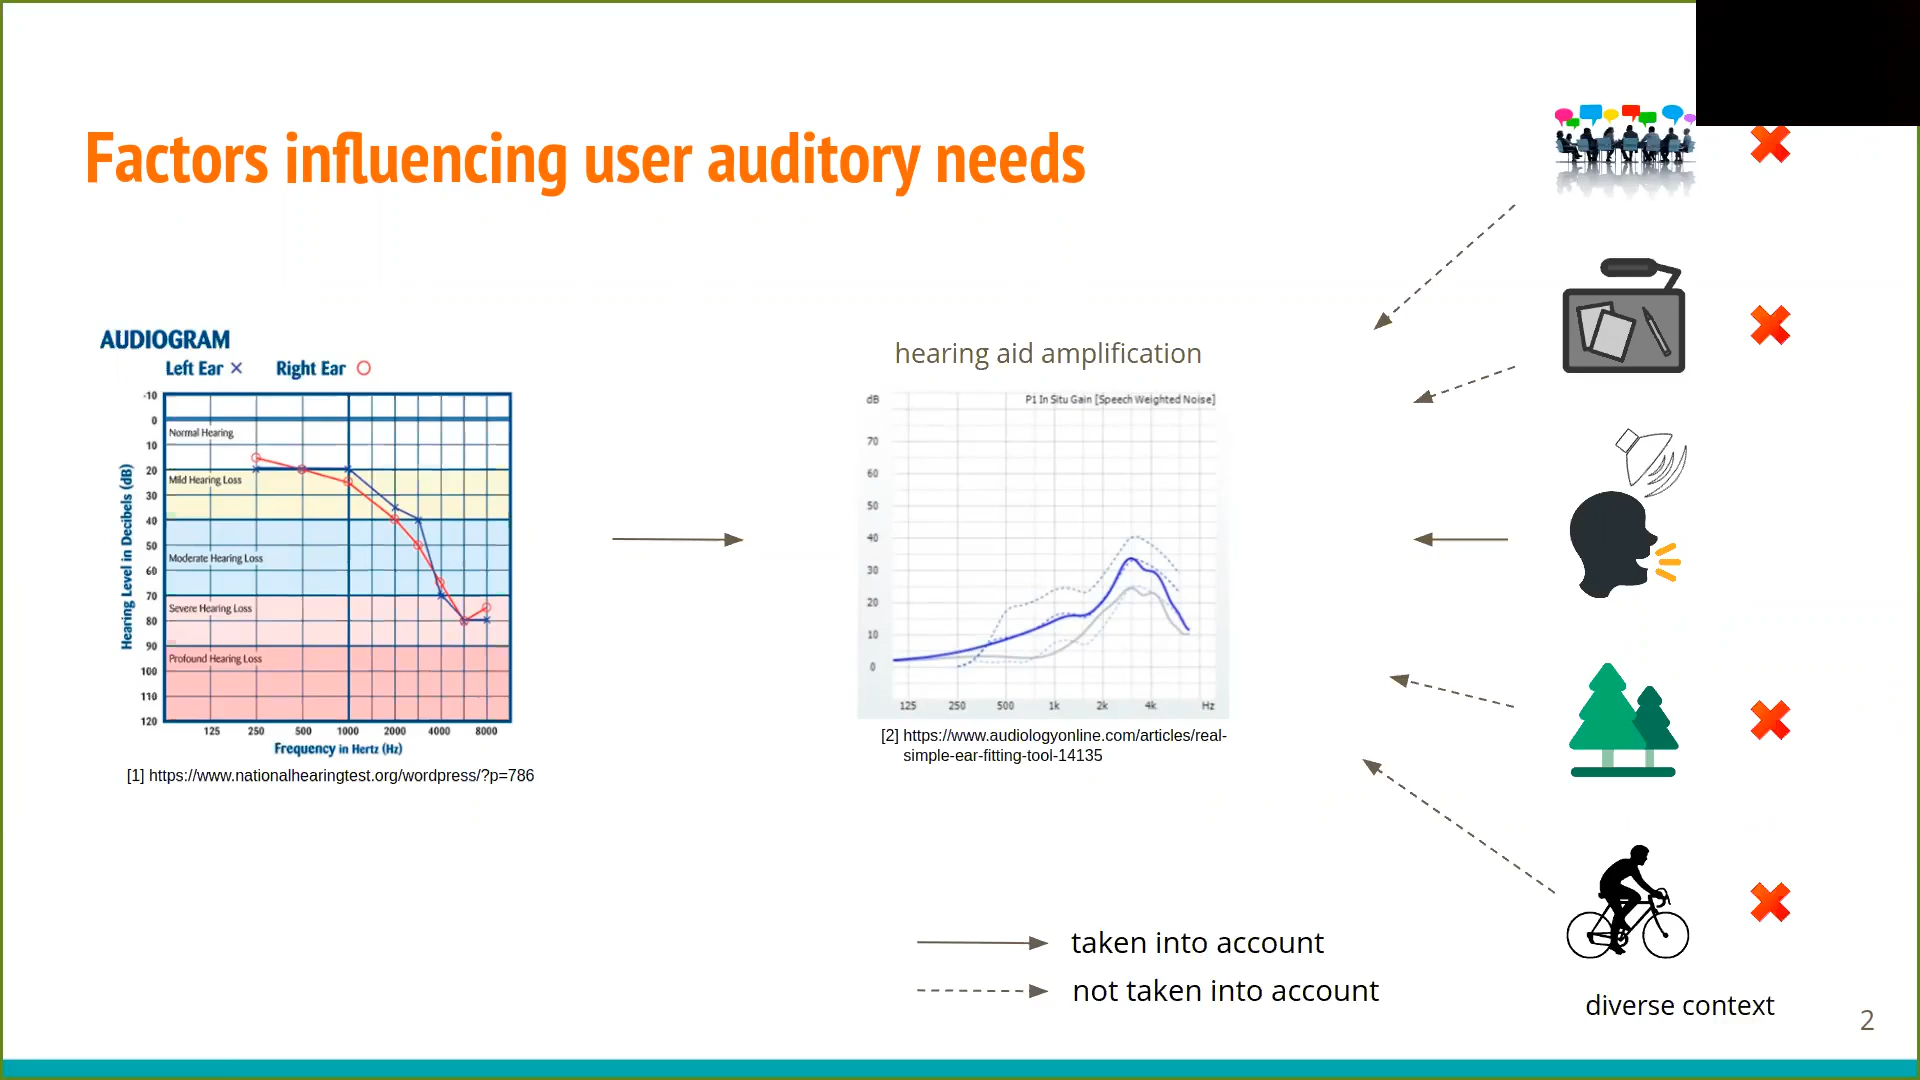 Factors influencing user auditory needs
AUDIOGRAM
Left Ear × Right Ear ○
-10
0
10
20
30
40
50
60
70
80
90
100
110
120
Normal Hearing
Mild Hearing Loss
Moderate Hearing Loss
Severe Hearing Loss
Profound Hearing Loss
Hearing Level in Decibels (dB)
125 250 500 1000 2000 4000 8000
Frequency in Hertz (Hz)
[1] https://www.nationalhearingtest.org/wordpress/?p=786
hearing aid amplification
dB
P1 In Situ Gain [Speech Weighted Noise]
70
60
50
40
30
20
10
0
125 250 500 1k 2k 4k Hz
[2] https://www.audiologyonline.com/articles/real-
simple-ear-fitting-tool-14135
taken into account
not taken into account
diverse context
2